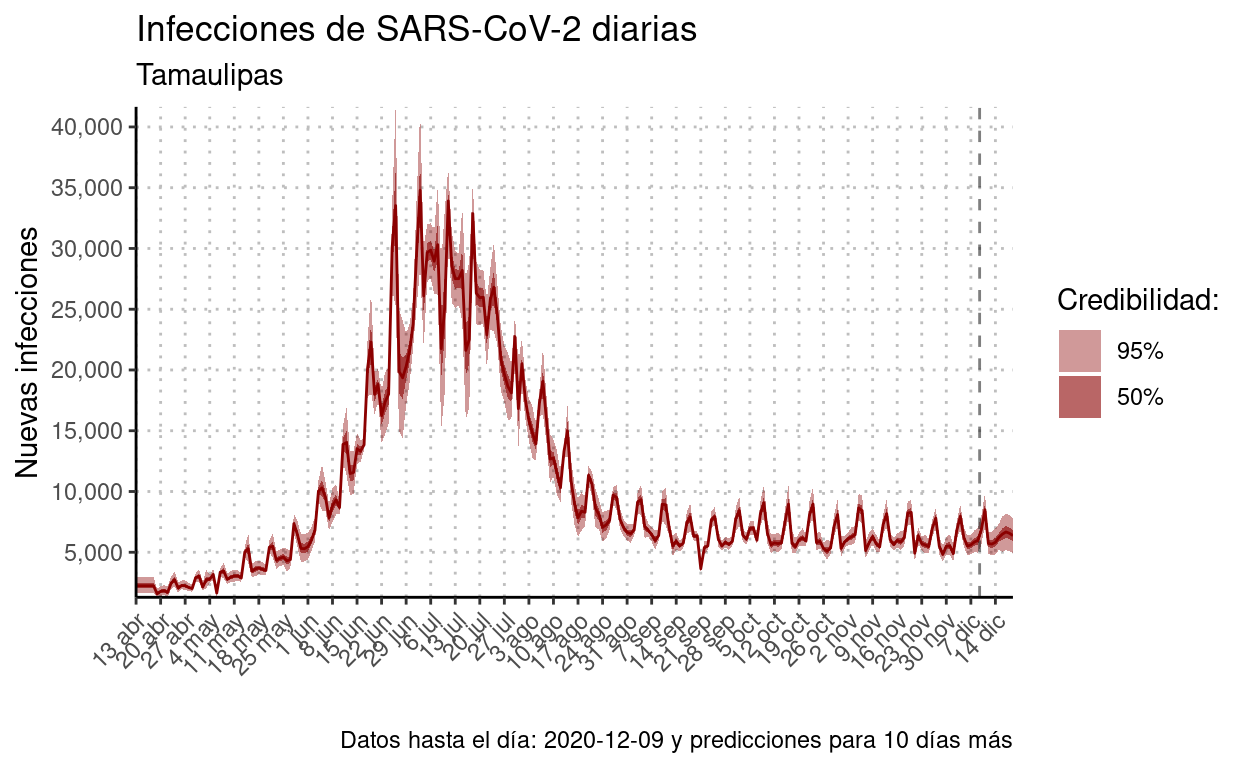 Infecciones de SARS-CoV-2 diarias
Tamaulipas
Nuevas infecciones
40,000
35,000
30,000
25,000
20,000
15,000
10,000
5,000
13 abr
20 abr
27 abr
4 may
11 may
18 may
25 may
1 jun
8 jun
15 jun
22 jun
29 jun
6 jul
13 jul
20 jul
27 jul
3 ago
10 ago
17 ago
24 ago
31 ago
7 sep
14 sep
21 sep
28 sep
5 oct
12 oct
19 oct
26 oct
2 nov
9 nov
16 nov
23 nov
30 nov
7 dic
14 dic
Credibilidad:
95%
50%
Datos hasta el día: 2020-12-09 y predicciones para 10 días más